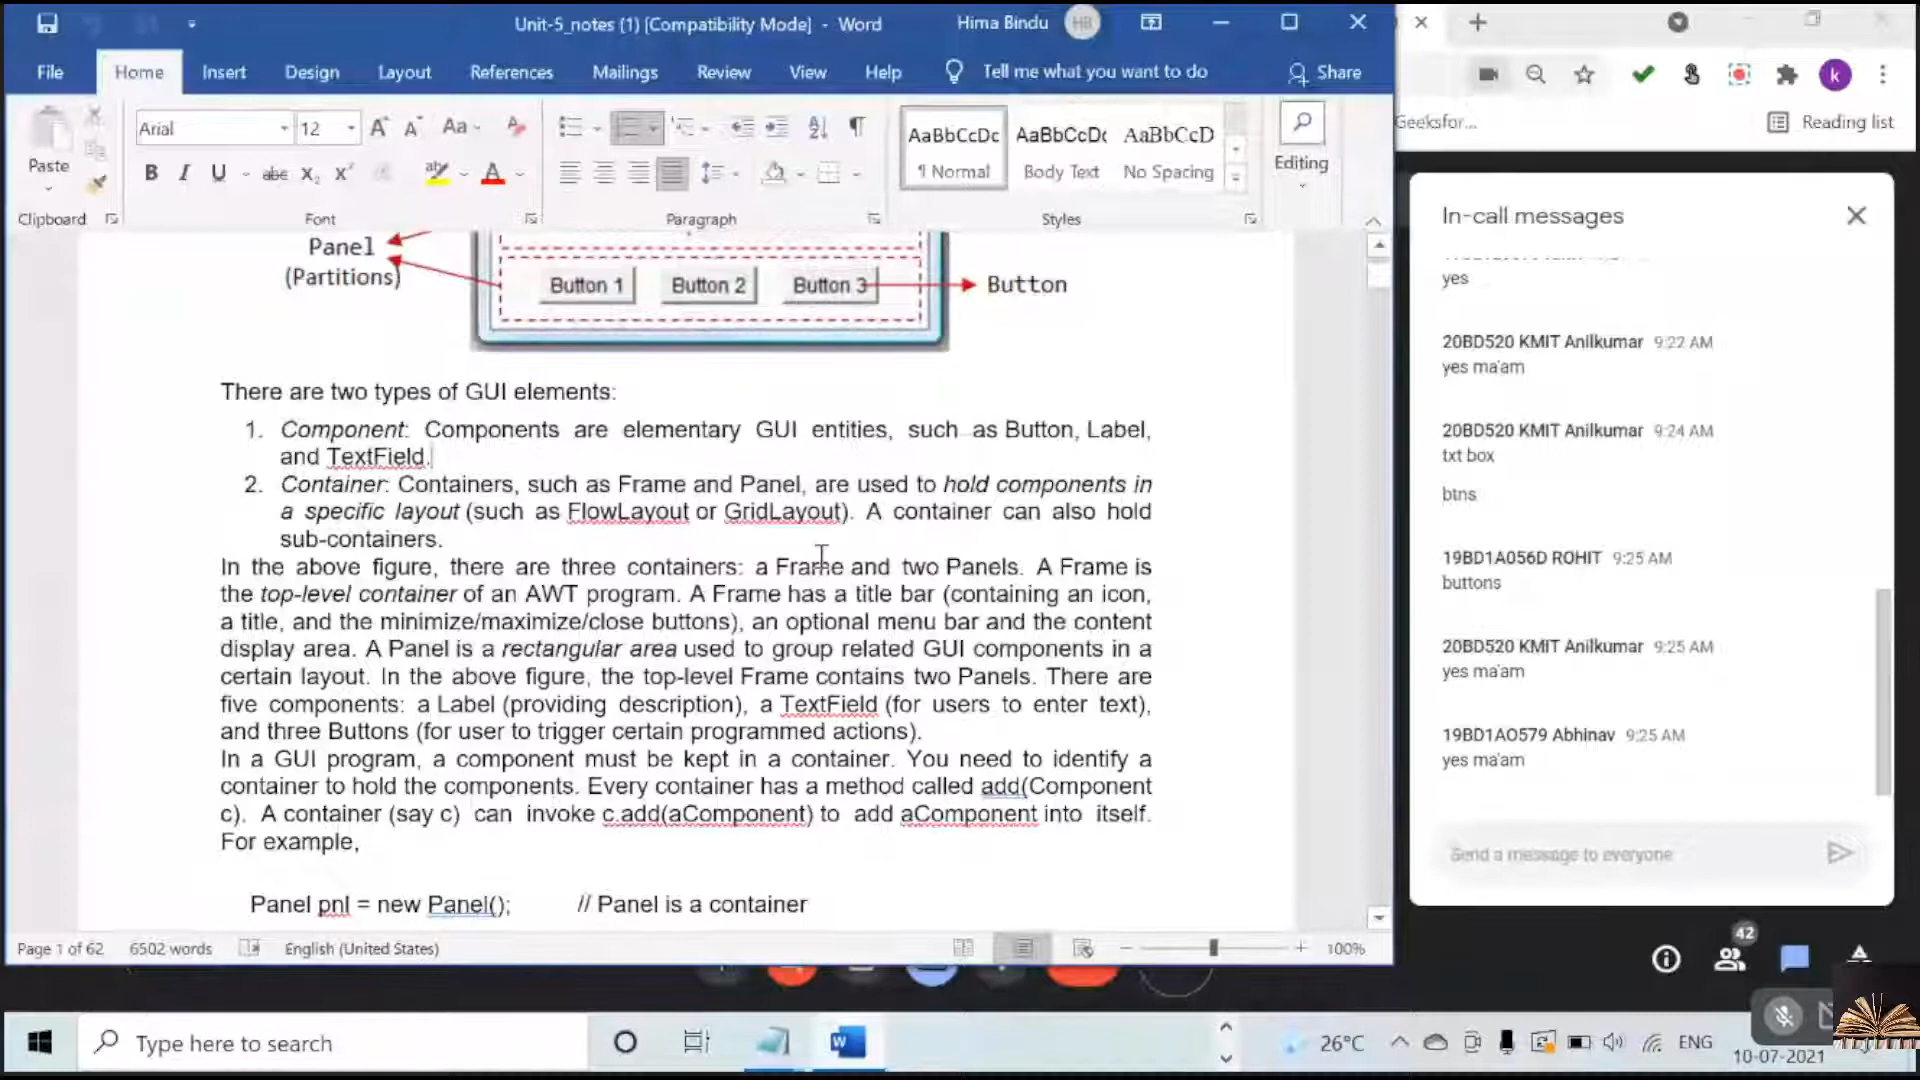 Unit-5_notes (1) [Compatibility Mode] - Word
Hima Bindu
HB
File
Home
Insert
Design
Layout
References
Mailings
Review
View
Help
Tell me what you want to do
Share
k
Geeksfor...
Reading list
Paste
Clipboard
Arial
12
Font
Paragraph
AaBbCcDc
¶ Normal
AaBbCcDc
Body Text
AaBbCcD
No Spacing
Styles
Editing
Panel
(Partitions)
Button 1
Button 2
Button 3
Button
There are two types of GUI elements:
1. Component: Components are elementary GUI entities, such as Button, Label,
and TextField.
2. Container: Containers, such as Frame and Panel, are used to hold components in
a specific layout (such as FlowLayout or GridLayout). A container can also hold
sub-containers.
In the above figure, there are three containers: a Frame and two Panels. A Frame is
the top-level container of an AWT program. A Frame has a title bar (containing an icon,
a title, and the minimize/maximize/close buttons), an optional menu bar and the content
display area. A Panel is a rectangular area used to group related GUI components in a
certain layout. In the above figure, the top-level Frame contains two Panels. There are
five components: a Label (providing description), a TextField (for users to enter text),
and three Buttons (for user to trigger certain programmed actions).
In a GUI program, a component must be kept in a container. You need to identify a
container to hold the components. Every container has a method called add(Component
c). A container (say c) can invoke c.add(aComponent) to add aComponent into itself.
For example,
Panel pnl = new Panel(); // Panel is a container
Page 1 of 62
6502 words
English (United States)
100%
In-call messages
yes
20BD520 KMIT Anilkumar 9:22 AM
yes ma'am
20BD520 KMIT Anilkumar 9:24 AM
txt box
btns
19BD1A056D ROHIT 9:25 AM
buttons
20BD520 KMIT Anilkumar 9:25 AM
yes ma'am
19BD1AO579 Abhinav 9:25 AM
yes ma'am
Send a message to everyone
42
Type here to search
26°C
ENG
10-07-2021